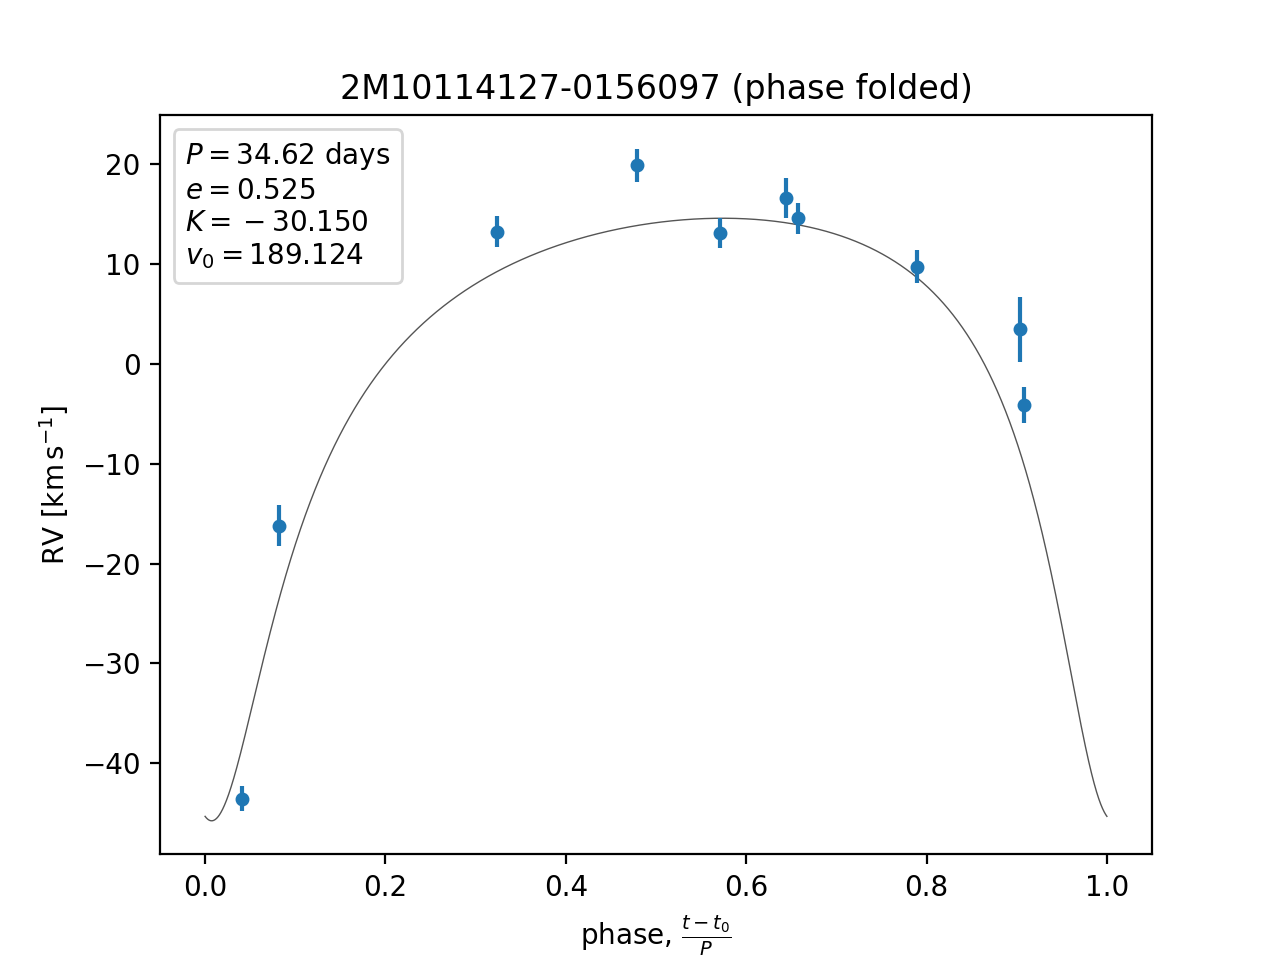 2M10114127-0156097 (phase folded)
P = 34.62 days
e = 0.525
K = − 30.150
v₀ = 189.124
20
10
0
−10
−20
−30
−40
RV [km s⁻¹]
0.0 0.2 0.4 0.6 0.8 1.0
phase, (t − t₀)/P